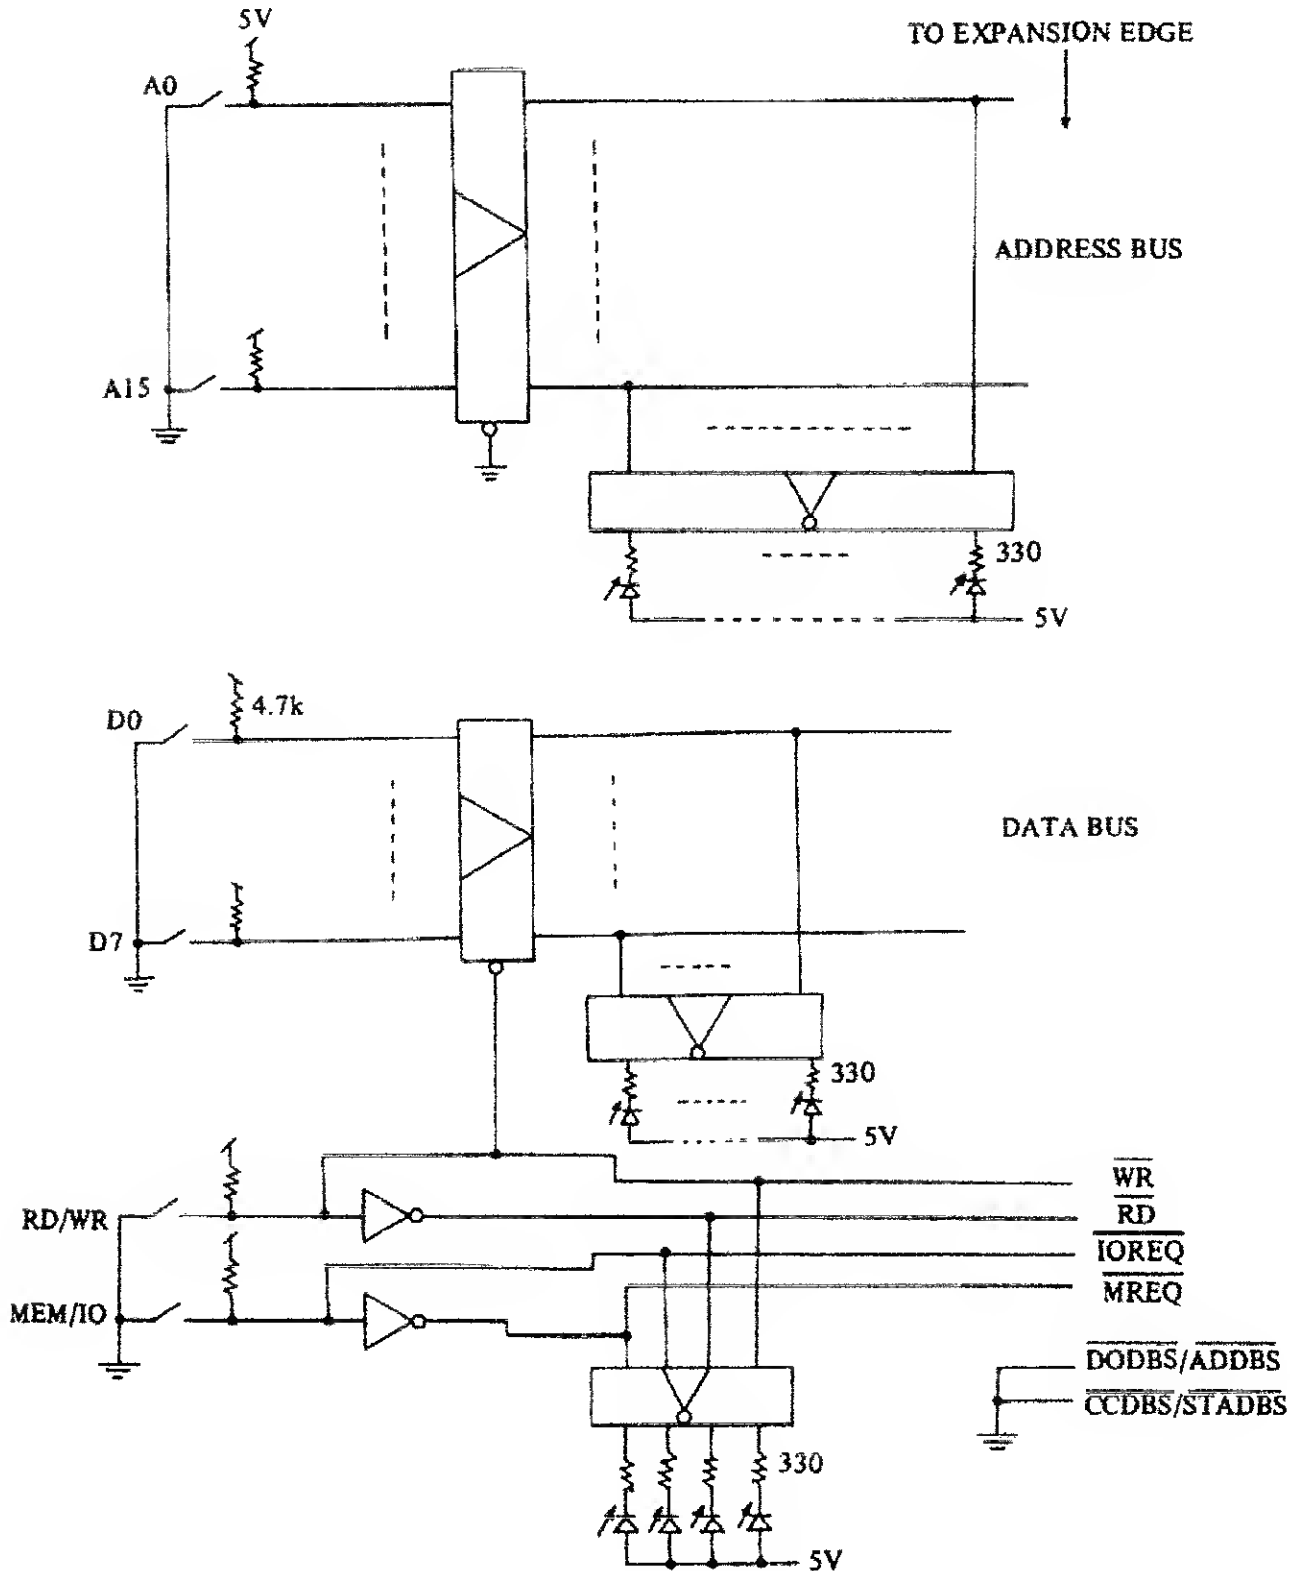 5V
TO EXPANSION EDGE
A0
ADDRESS BUS
A15
330
5V
4.7k
D0
DATA BUS
D7
330
5V
WR
RD/WR
RD
IOREQ
MREQ
MEM/IO
DODBS/ADDBS
CCDBS/STADBS
330
5V